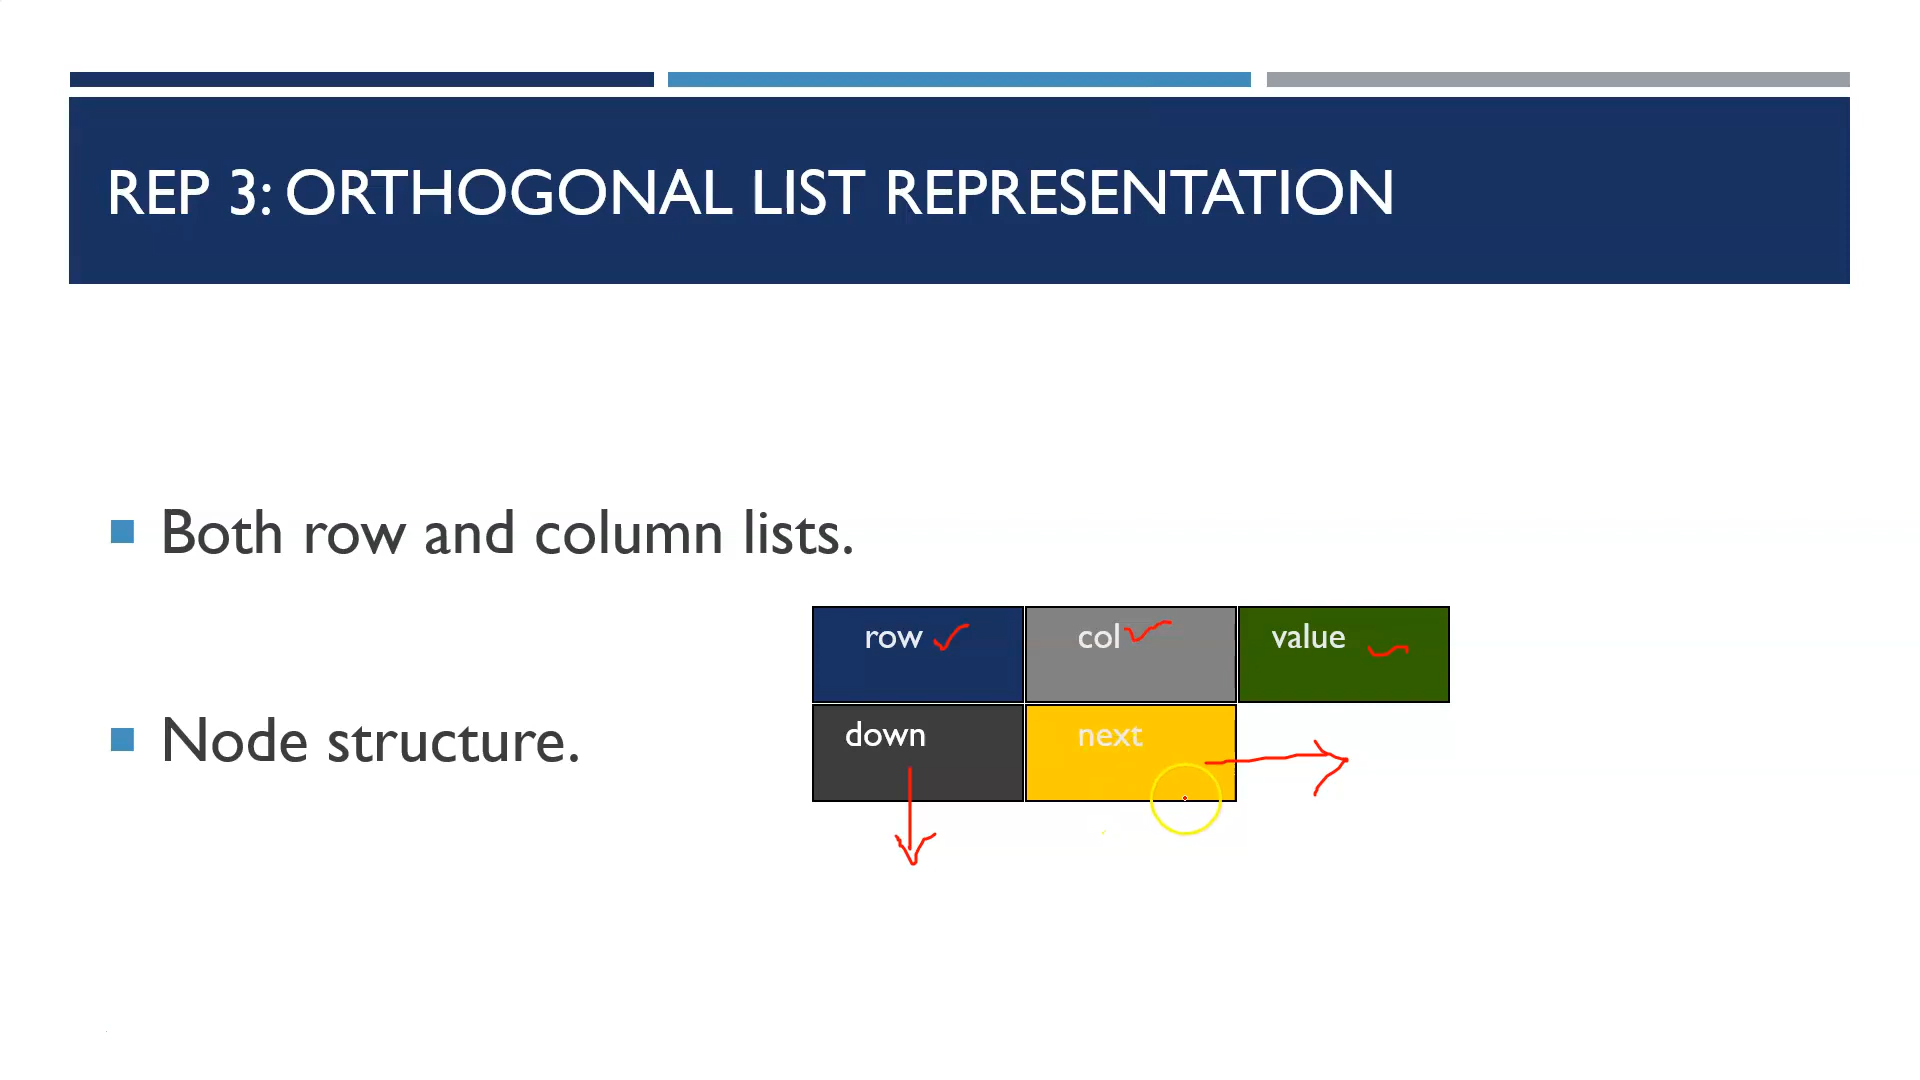 REP 3: ORTHOGONAL LIST REPRESENTATION
Both row and column lists.
row col value
Node structure.
down next